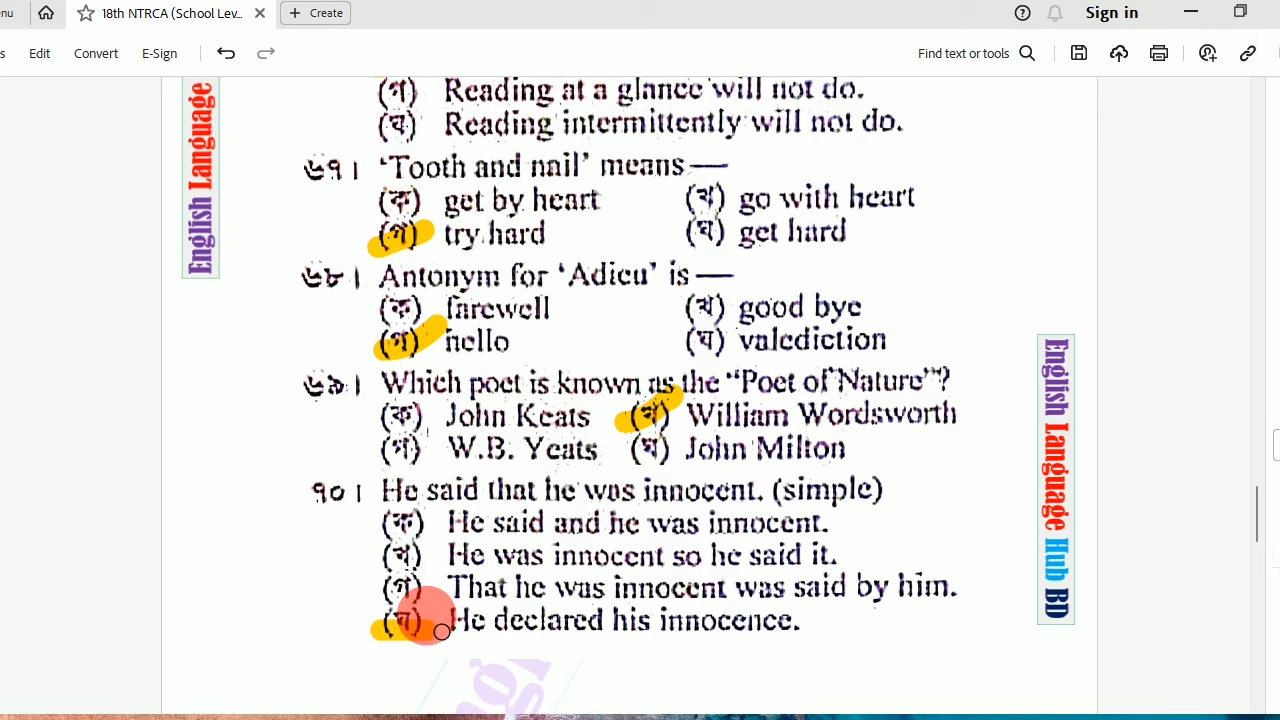 nu
18th NTRCA (School Lev...
Create
Sign in
s
Edit
Convert
E-Sign
Find text or tools
English Language
(গ) Reading at a glance will not do.
(ঘ) Reading intermittently will not do.
৬৭। ‘Tooth and nail’ means—
(ক) get by heart (খ) go with heart
(গ) try hard (ঘ) get hard
৬৮। Antonym for ‘Adieu’ is—
(ক) farewell (খ) good bye
(গ) hello (ঘ) valediction
৬৯। Which poet is known as the “Poet of Nature”?
(ক) John Keats (খ) William Wordsworth
(গ) W.B. Yeats (ঘ) John Milton
৭০। He said that he was innocent. (simple)
(ক) He said and he was innocent.
(খ) He was innocent so he said it.
(গ) That he was innocent was said by him.
(ঘ) He declared his innocence.
English Language Hub BD